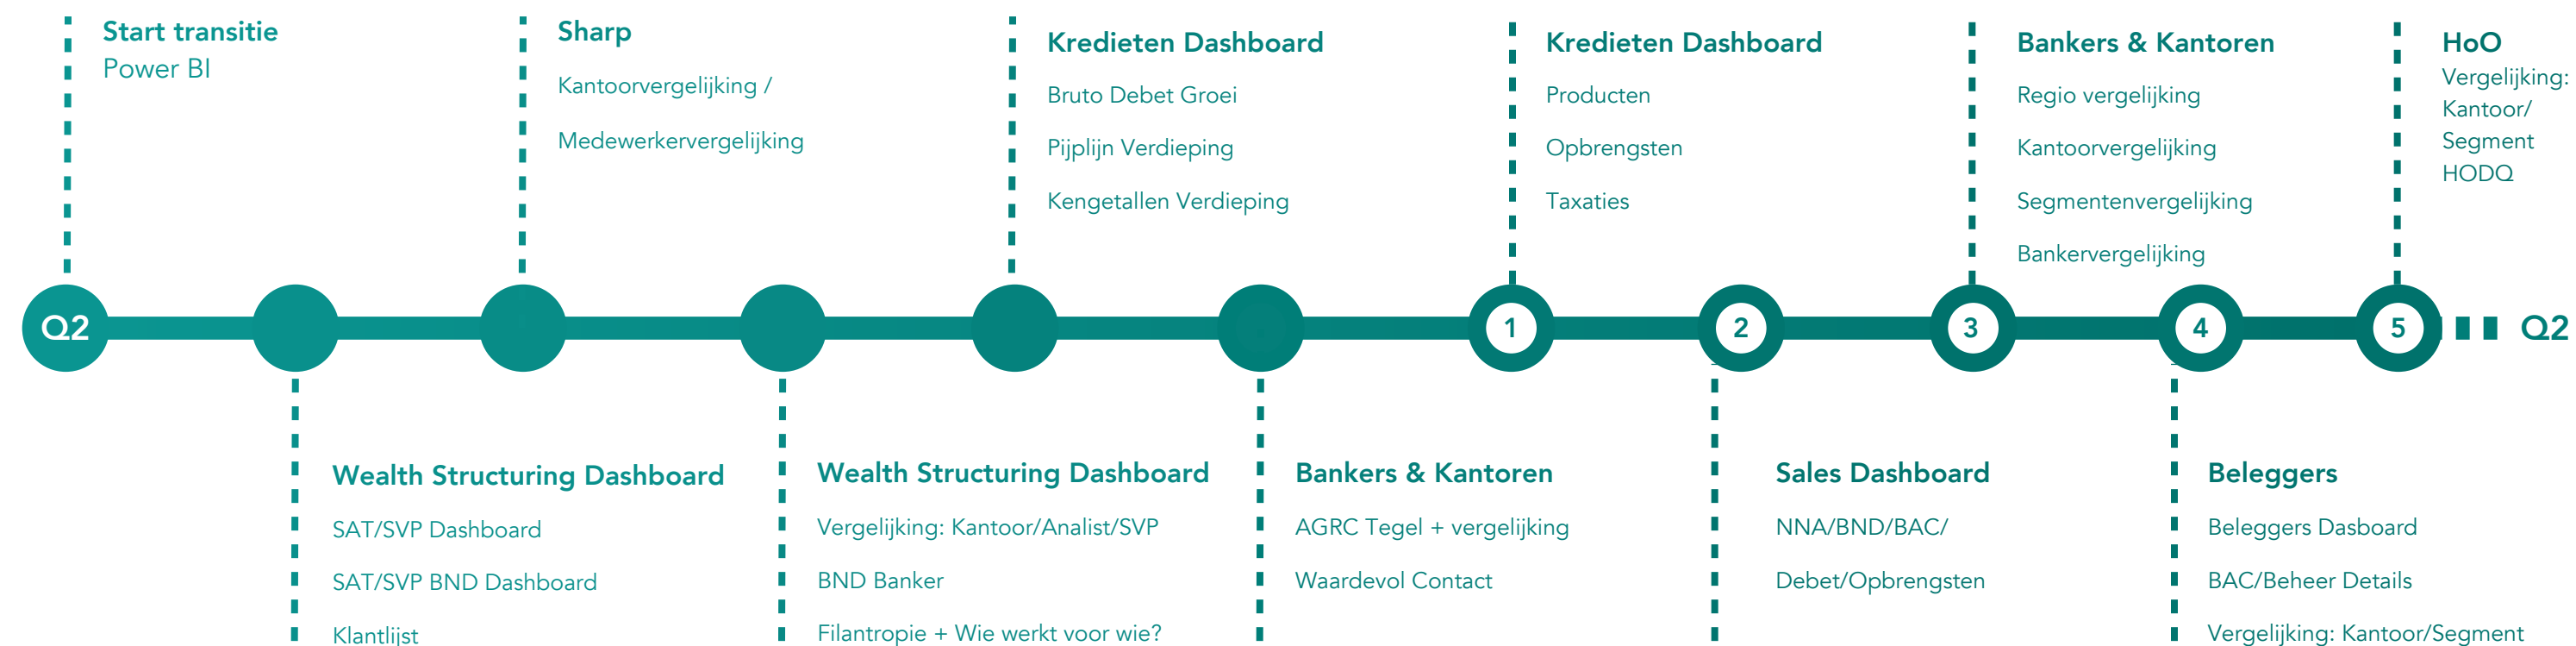 Start transitie
Power BI
Sharp
Kantoorvergelijking /
Medewerkervergelijking
Kredieten Dashboard
Bruto Debet Groei
Pijplijn Verdieping
Kengetallen Verdieping
Kredieten Dashboard
Producten
Opbrengsten
Taxaties
Bankers & Kantoren
Regio vergelijking
Kantoorvergelijking
Segmentenvergelijking
Bankervergelijking
HoO
Vergelijking:
Kantoor/
Segment
HODQ
Q2
1
2
3
4
5
Q2
Wealth Structuring Dashboard
SAT/SVP Dashboard
SAT/SVP BND Dashboard
Klantlijst
Wealth Structuring Dashboard
Vergelijking: Kantoor/Analist/SVP
BND Banker
Filantropie + Wie werkt voor wie?
Bankers & Kantoren
AGRC Tegel + vergelijking
Waardevol Contact
Sales Dashboard
NNA/BND/BAC/
Debet/Opbrengsten
Beleggers
Beleggers Dasboard
BAC/Beheer Details
Vergelijking: Kantoor/Segment